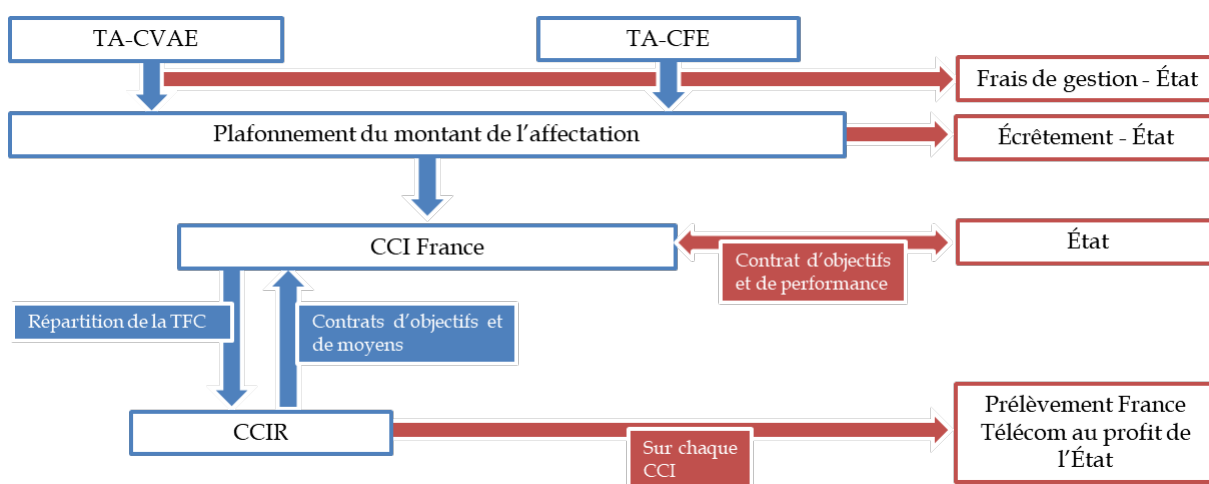 TA-CVAE
TA-CFE
Frais de gestion - État
Plafonnement du montant de l’affectation
Écrêtement - État
CCI France
État
Contrat d’objectifs
et de performance
Répartition de la TFC
Contrats d’objectifs et
de moyens
CCIR
Sur chaque
CCI
Prélèvement France
Télécom au profit de
l’État